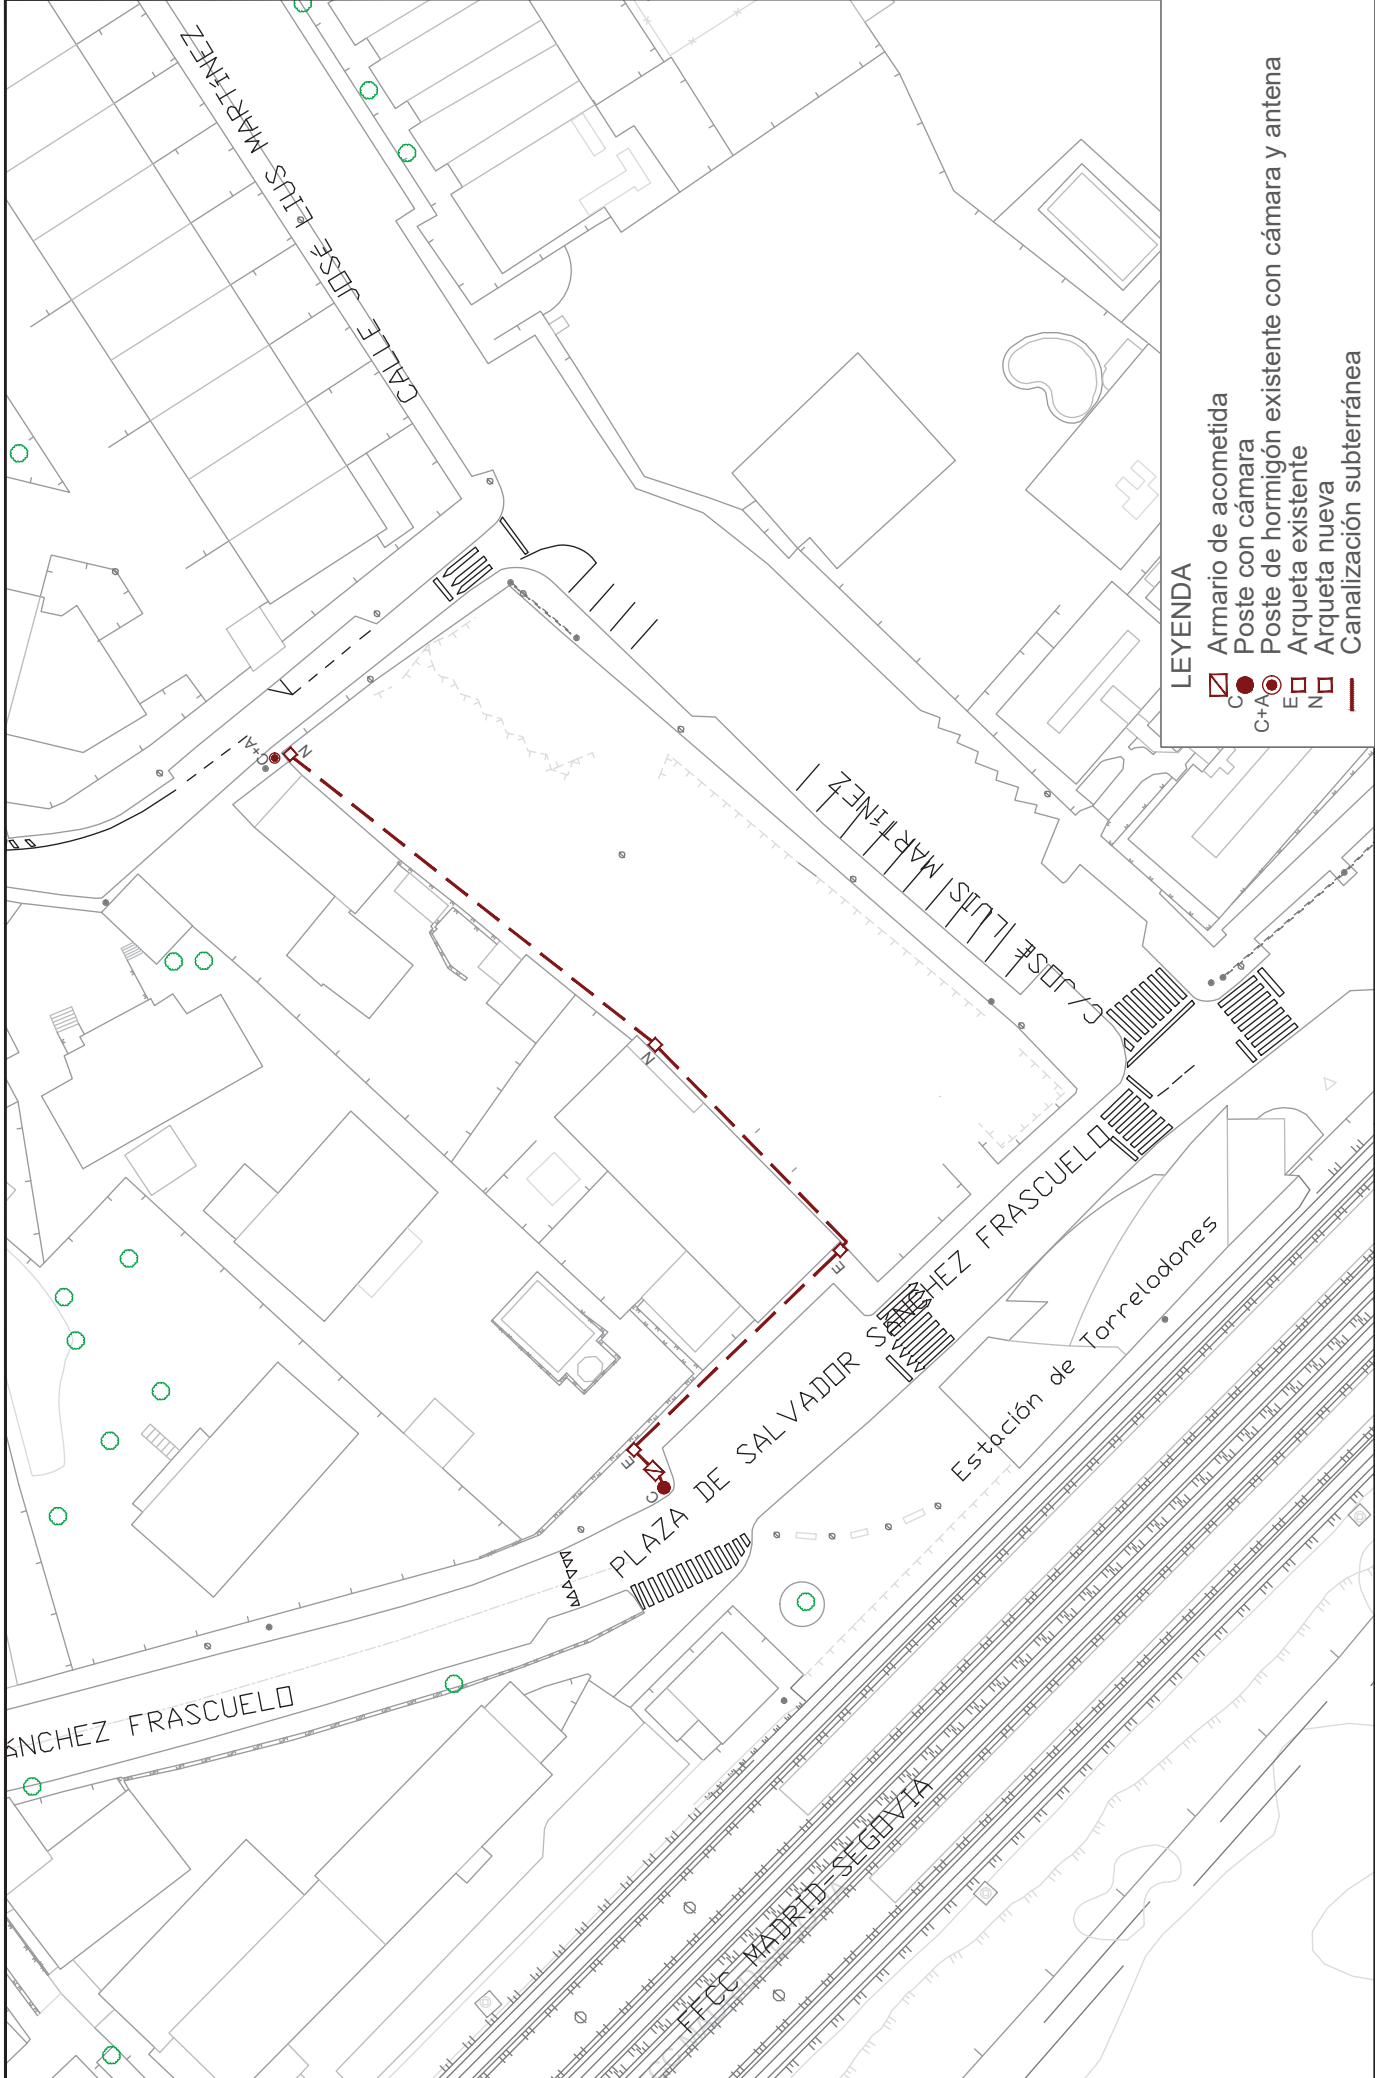 CALLE JOSÉ LIUS MARTÍNEZ
C+A
N
N
C/ JOSÉ LUIS MARTÍNEZ
E
E
C
PLAZA DE SALVADOR SÁNCHEZ FRASCUELO
Estación de Torrelodones
ÁNCHEZ FRASCUELO
FFCC MADRID-SEGOVIA
LEYENDA
Armario de acometida
C Poste con cámara
C+A Poste de hormigón existente con cámara y antena
E Arqueta existente
N Arqueta nueva
Canalización subterránea